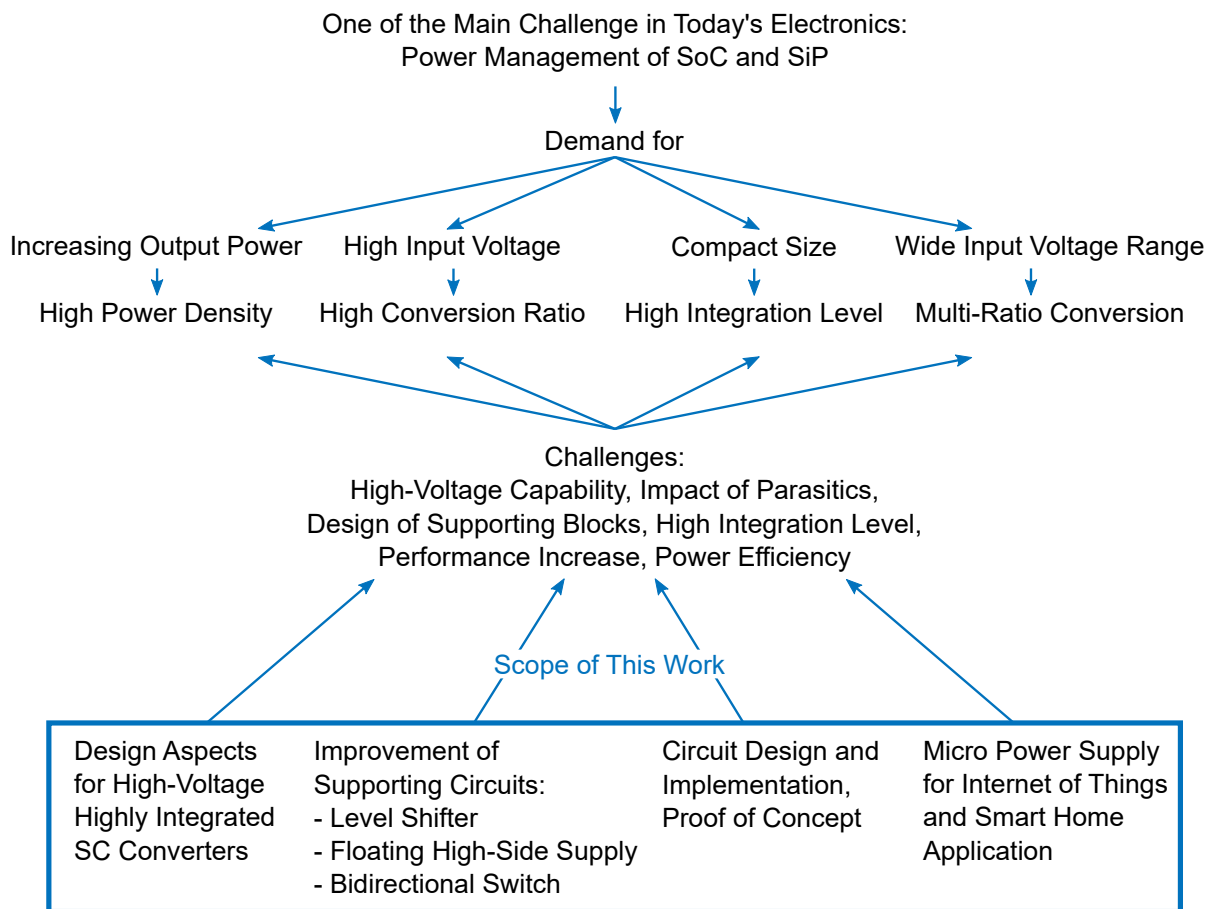 One of the Main Challenge in Today's Electronics:
Power Management of SoC and SiP
Demand for
Increasing Output Power
High Input Voltage
Compact Size
Wide Input Voltage Range
High Power Density
High Conversion Ratio
High Integration Level
Multi-Ratio Conversion
Challenges:
High-Voltage Capability, Impact of Parasitics,
Design of Supporting Blocks, High Integration Level,
Performance Increase, Power Efficiency
Scope of This Work
Design Aspects
for High-Voltage
Highly Integrated
SC Converters
Improvement of
Supporting Circuits:
- Level Shifter
- Floating High-Side Supply
- Bidirectional Switch
Circuit Design and
Implementation,
Proof of Concept
Micro Power Supply
for Internet of Things
and Smart Home
Application